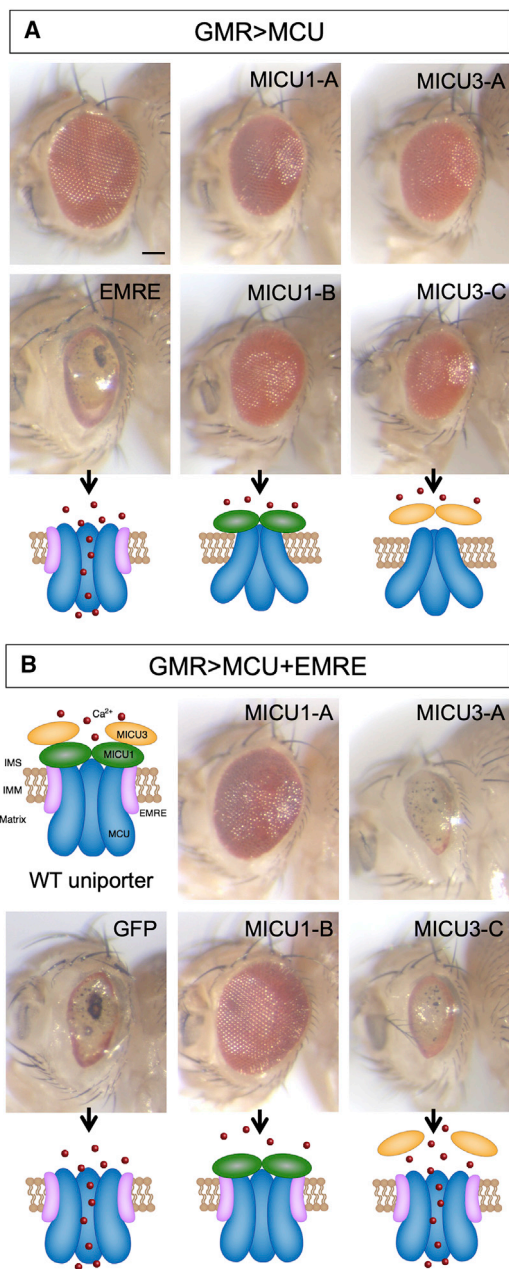 A
GMR>MCU
MICU1-A
MICU3-A
EMRE
MICU1-B
MICU3-C
B
GMR>MCU+EMRE
Ca²⁺
MICU3
MICU1
IMS
IMM
Matrix
EMRE
MCU
WT uniporter
MICU1-A
MICU3-A
GFP
MICU1-B
MICU3-C